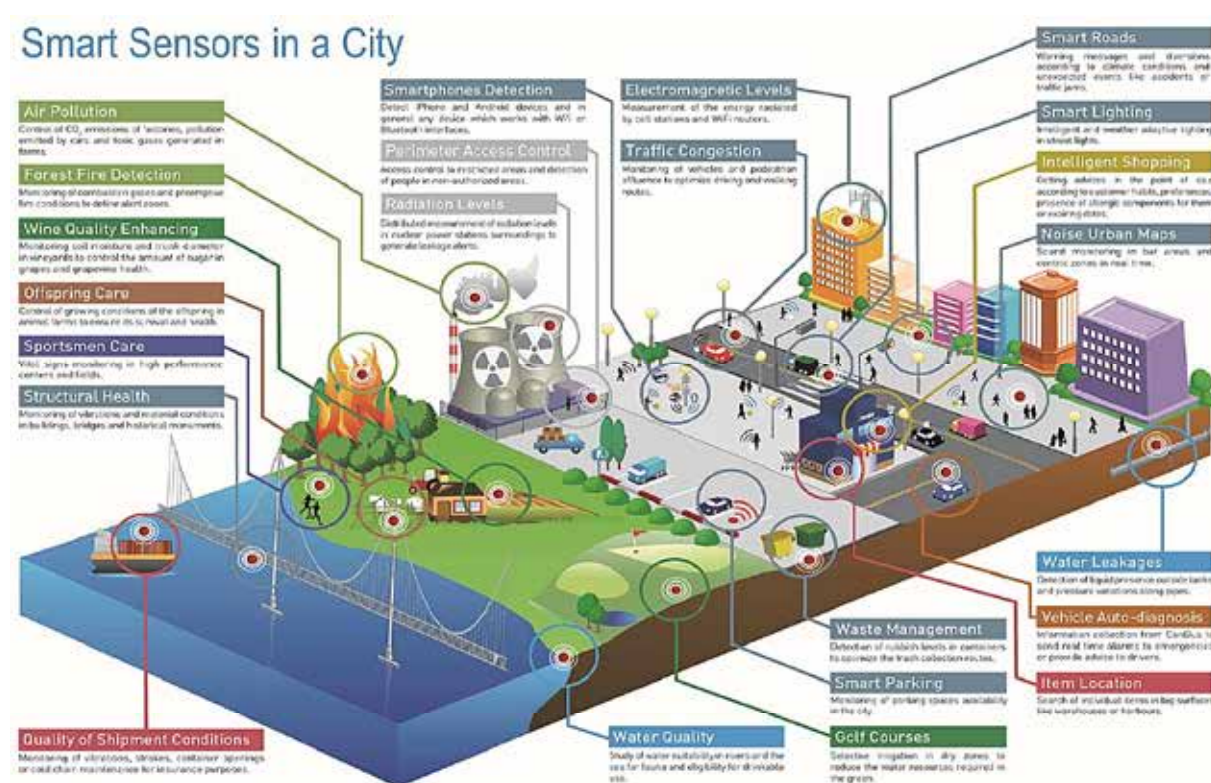 Smart Sensors in a City
Air Pollution
Control of CO₂ emissions of factories, pollution
emitted by cars and toxic gases generated in
farms.
Forest Fire Detection
Monitoring of combustion gases and preemptive
fire conditions to define alert zones.
Wine Quality Enhancing
Monitoring soil moisture and trunk diameter
in vineyards to control the amount of sugar in
grapes and grapevine health.
Offspring Care
Control of growing conditions of the offspring in
animal farms to ensure its survival and health.
Sportsmen Care
Vital signs monitoring in high performance
centers and fields.
Structural Health
Monitoring of vibrations and material conditions
in buildings, bridges and historical monuments.
Quality of Shipment Conditions
Monitoring of vibrations, strokes, container openings
or cold chain maintenance for insurance purposes.
Smartphones Detection
Detect iPhone and Android devices and in
general any device which works with Wifi or
Bluetooth interfaces.
Perimeter Access Control
Access control to restricted areas and detection
of people in non-authorized areas.
Radiation Levels
Distributed measurement of radiation levels
in nuclear power stations surroundings to
generate leakage alerts.
Electromagnetic Levels
Measurement of the energy radiated
by cell stations and WiFi routers.
Traffic Congestion
Monitoring of vehicles and pedestrian
affluence to optimize driving and walking
routes.
Smart Roads
Warning messages and diversions
according to climate conditions and
unexpected events like accidents or
traffic jams.
Smart Lighting
Intelligent and weather adaptive lighting
in street lights.
Intelligent Shopping
Getting advices in the point of sale
according to customer habits, preferences,
presence of allergic components for them
or expiring dates.
Noise Urban Maps
Sound monitoring in bar areas and
centric zones in real time.
Water Leakages
Detection of liquid presence outside tanks
and pressure variations along pipes.
Vehicle Auto-diagnosis
Information collection from CanBus to
send real time alarms to emergencies
or provide advice to drivers.
Item Location
Search of individual items in big surfaces
like warehouses or harbours.
Waste Management
Detection of rubbish levels in containers
to optimize the trash collection routes.
Smart Parking
Monitoring of parking spaces availability
in the city.
Golf Courses
Selective irrigation in dry zones to
reduce the water resources required in
the green.
Water Quality
Study of water suitability in rivers and the
sea for fauna and eligibility for drinkable
use.